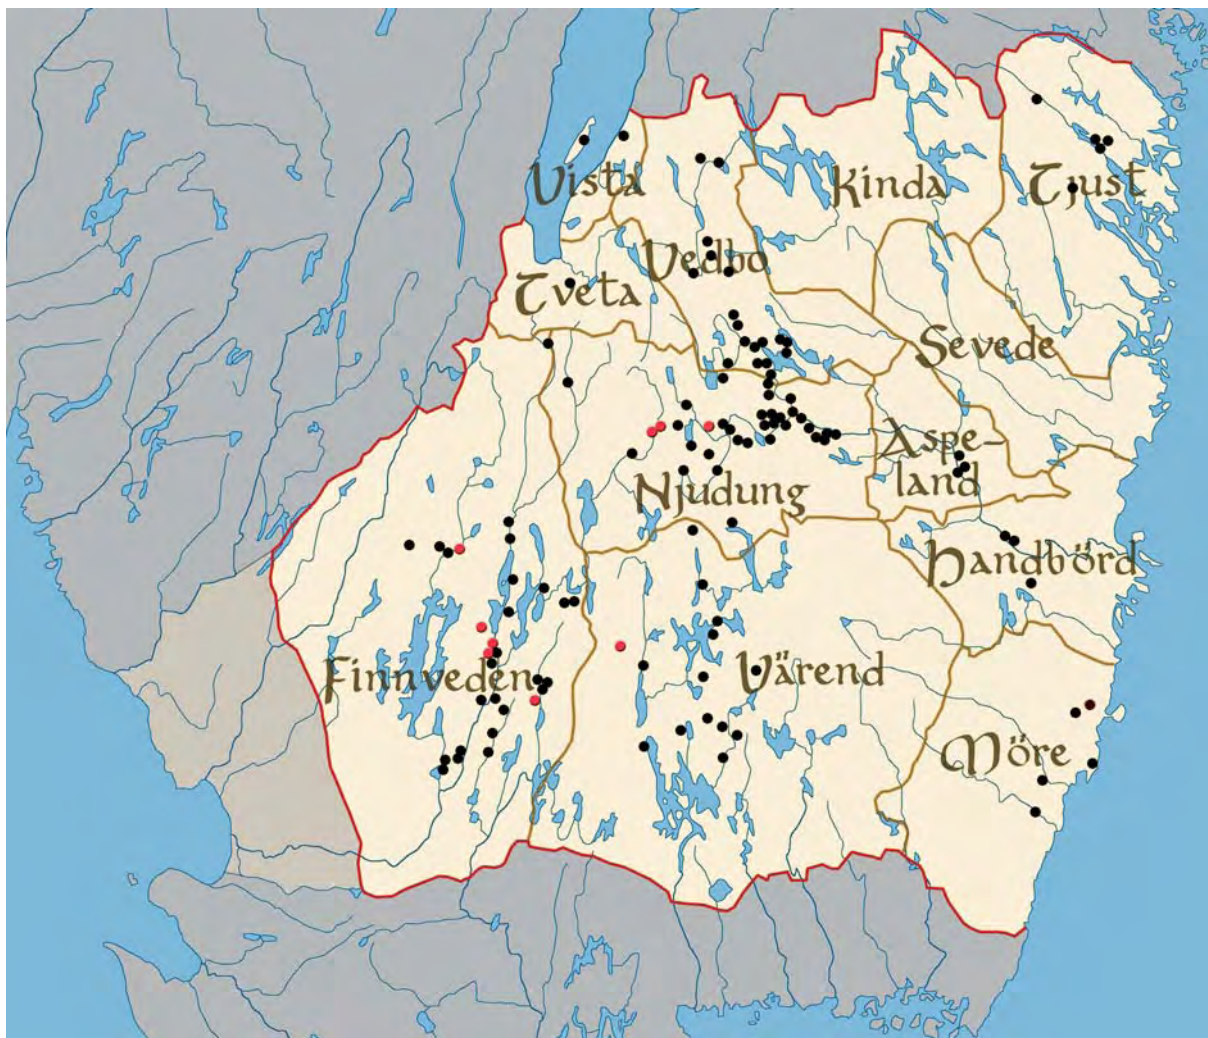 Vista
Kinda
Tjust
Vedbo
Tveta
Sevede
Aspe-
land
Njudung
Handbörd
Finnveden
Värend
Möre